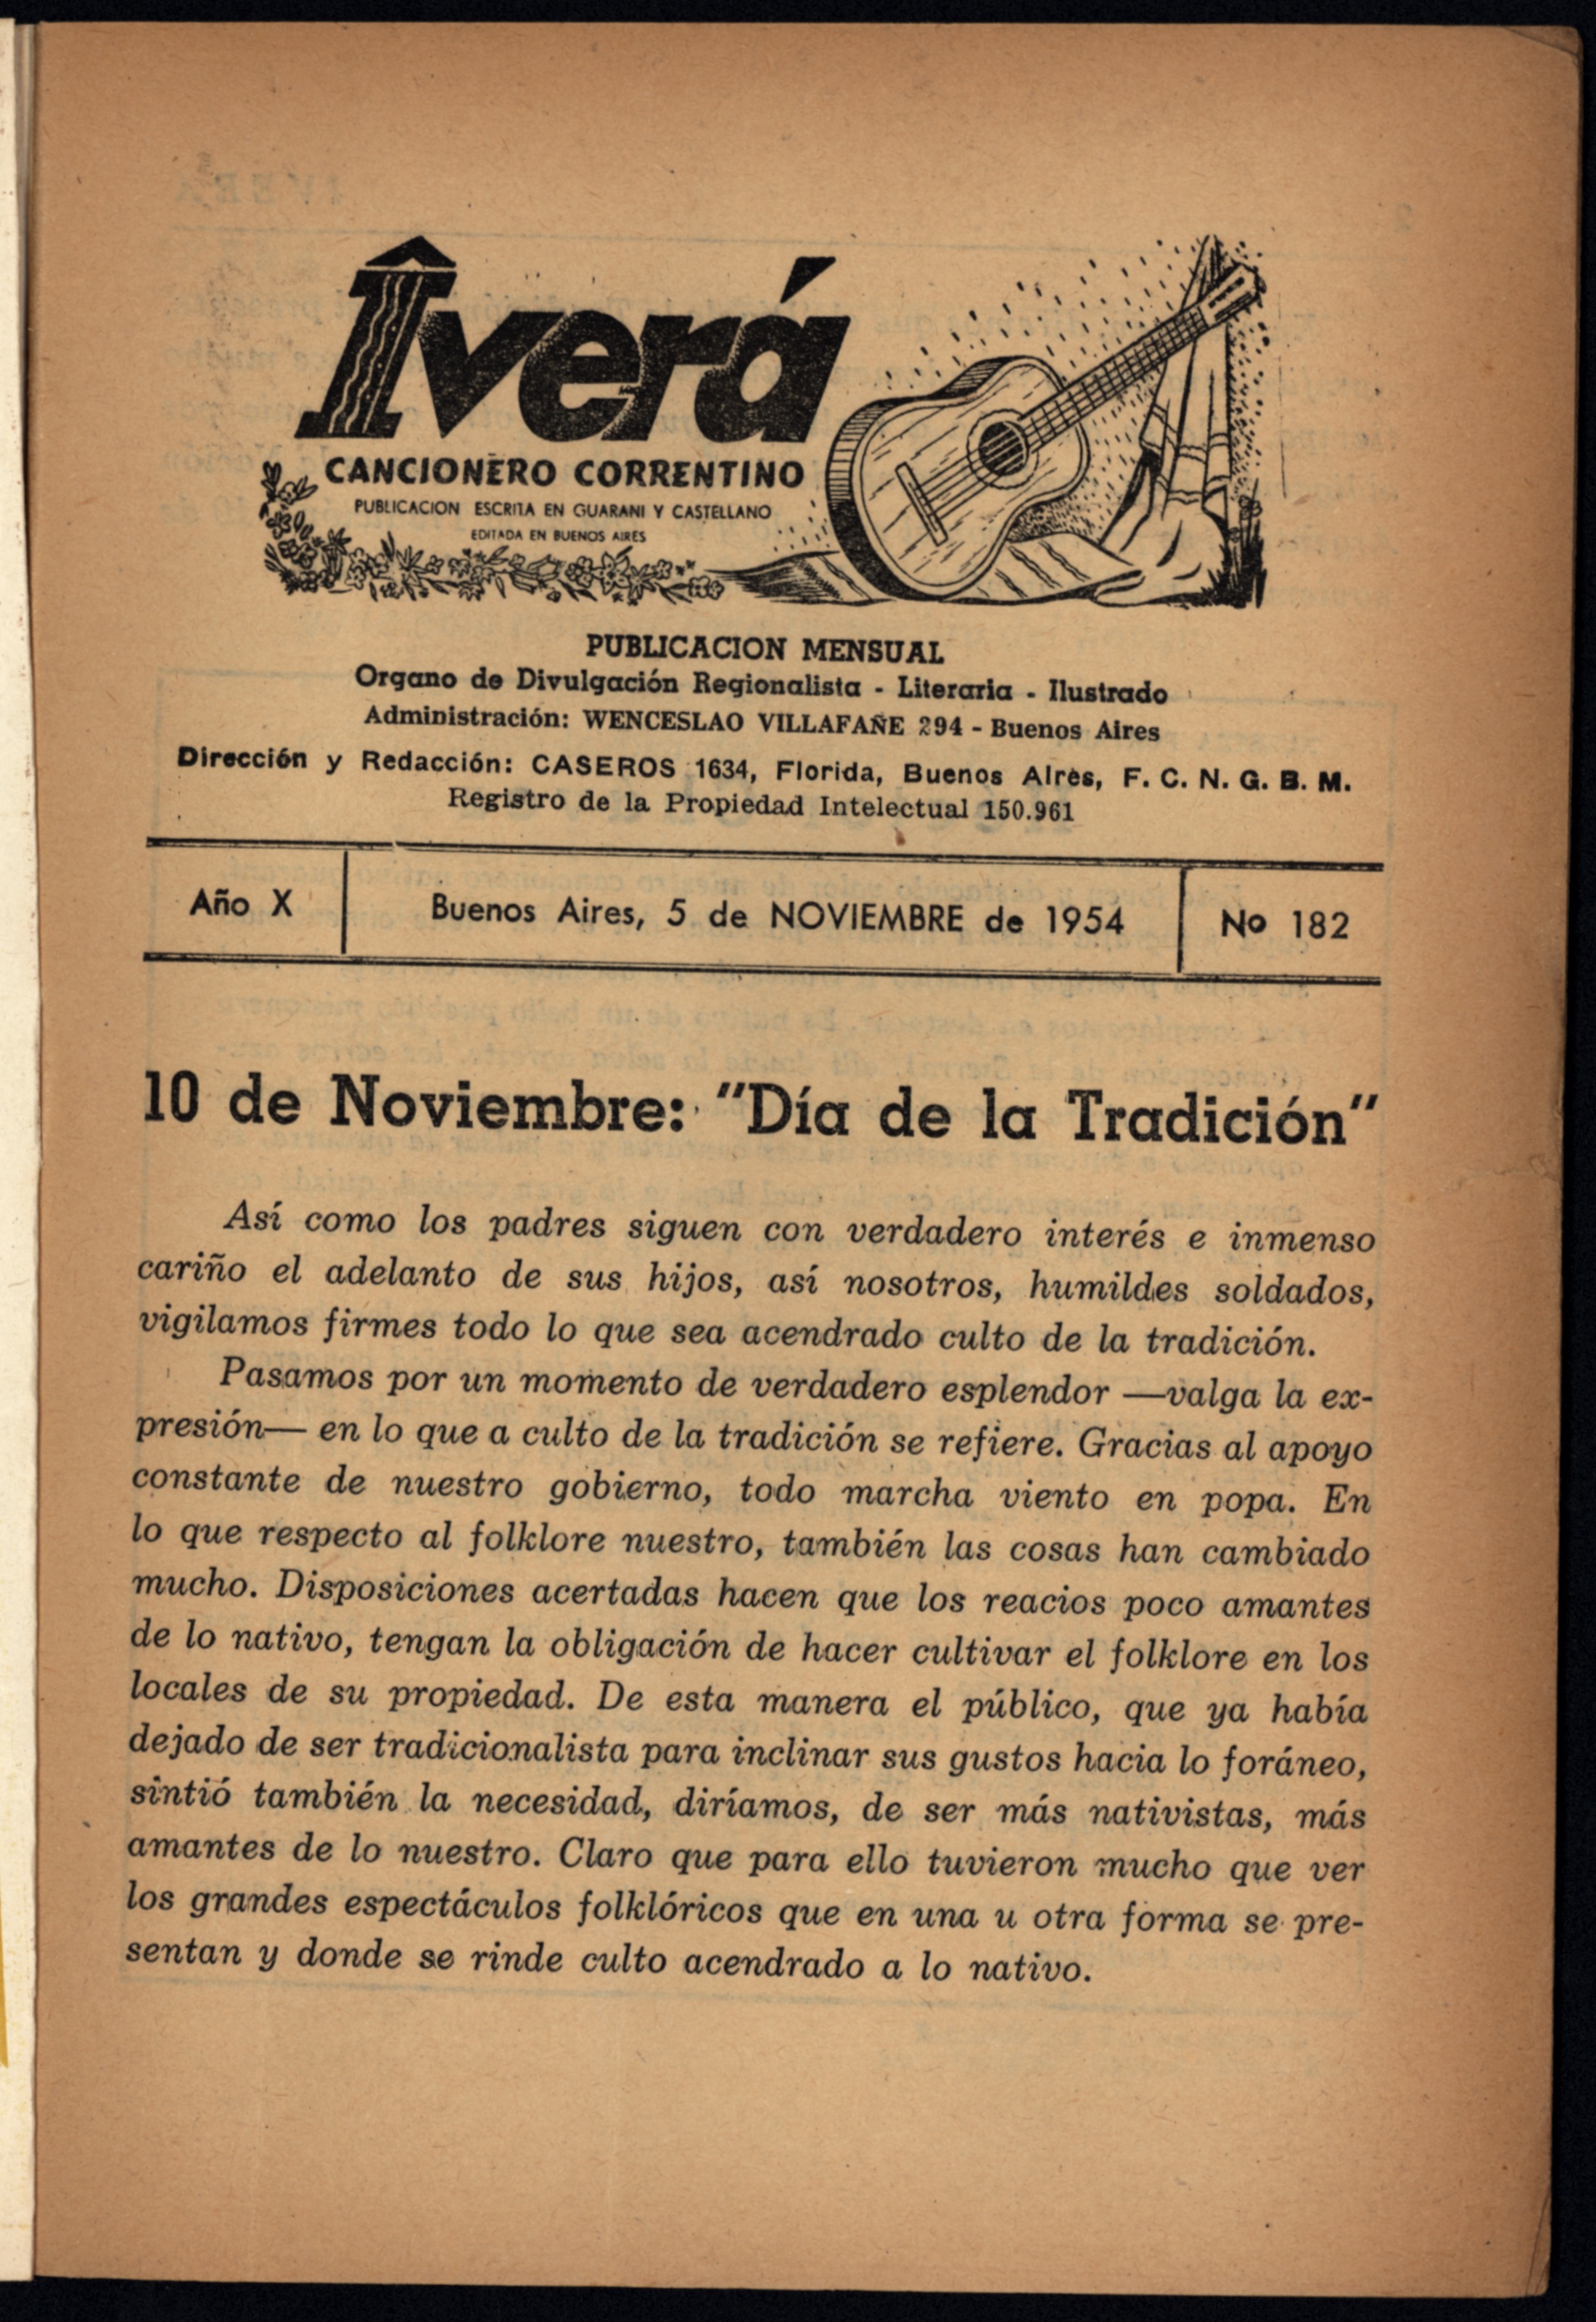 Îverá
CANCIONERO CORRENTINO
PUBLICACION ESCRITA EN GUARANI Y CASTELLANO
EDITADA EN BUENOS AIRES
PUBLICACION MENSUAL
Organo de Divulgación Regionalista - Literaria - Ilustrado
Administración: WENCESLAO VILLAFAÑE 294 - Buenos Aires
Dirección y Redacción: CASEROS 1634, Florida, Buenos Aires, F. C. N. G. B. M.
Registro de la Propiedad Intelectual 150.961
Año X
Buenos Aires, 5 de NOVIEMBRE de 1954
No 182
10 de Noviembre: "Día de la Tradición"
Así como los padres siguen con verdadero interés e inmenso
cariño el adelanto de sus hijos, así nosotros, humildes soldados,
vigilamos firmes todo lo que sea acendrado culto de la tradición.
Pasamos por un momento de verdadero esplendor —valga la ex-
presión— en lo que a culto de la tradición se refiere. Gracias al apoyo
constante de nuestro gobierno, todo marcha viento en popa. En
lo que respecto al folklore nuestro, también las cosas han cambiado
mucho. Disposiciones acertadas hacen que los reacios poco amantes
de lo nativo, tengan la obligación de hacer cultivar el folklore en los
locales de su propiedad. De esta manera el público, que ya había
dejado de ser tradicionalista para inclinar sus gustos hacia lo foráneo,
sintió también la necesidad, diríamos, de ser más nativistas, más
amantes de lo nuestro. Claro que para ello tuvieron mucho que ver
los grandes espectáculos folklóricos que en una u otra forma se pre-
sentan y donde se rinde culto acendrado a lo nativo.